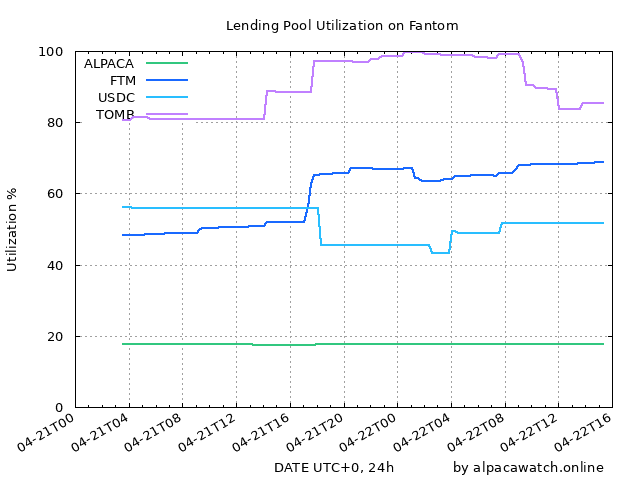 Lending Pool Utilization on Fantom
100
80
60
40
20
0
Utilization %
ALPACA
FTM
USDC
TOMB
04-21T00
04-21T04
04-21T08
04-21T12
04-21T16
04-21T20
04-22T00
04-22T04
04-22T08
04-22T12
04-22T16
DATE UTC+0, 24h
by alpacawatch.online